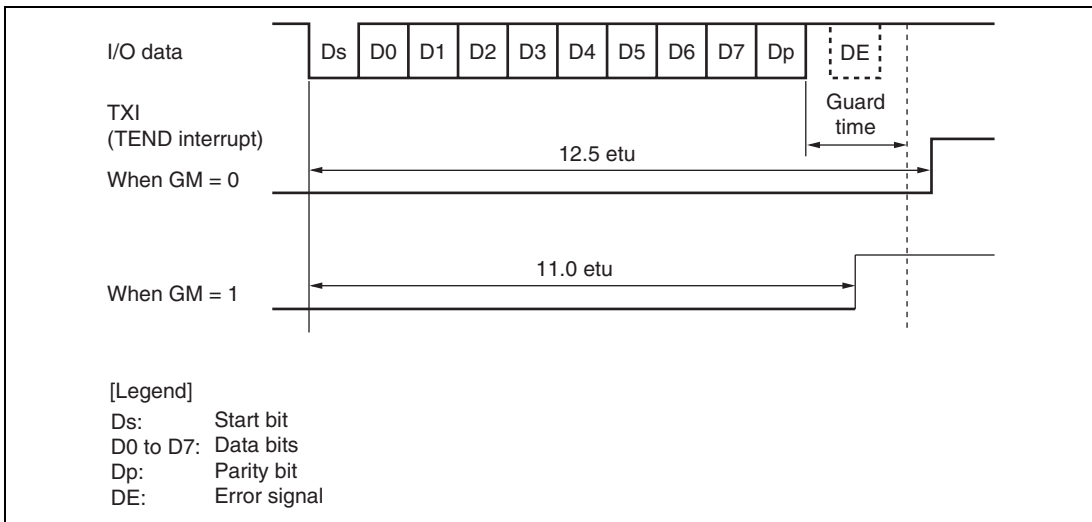 I/O data
Ds D0 D1 D2 D3 D4 D5 D6 D7 Dp DE
Guard
time
TXI
(TEND interrupt)
12.5 etu
When GM = 0
11.0 etu
When GM = 1
[Legend]
Ds: Start bit
D0 to D7: Data bits
Dp: Parity bit
DE: Error signal